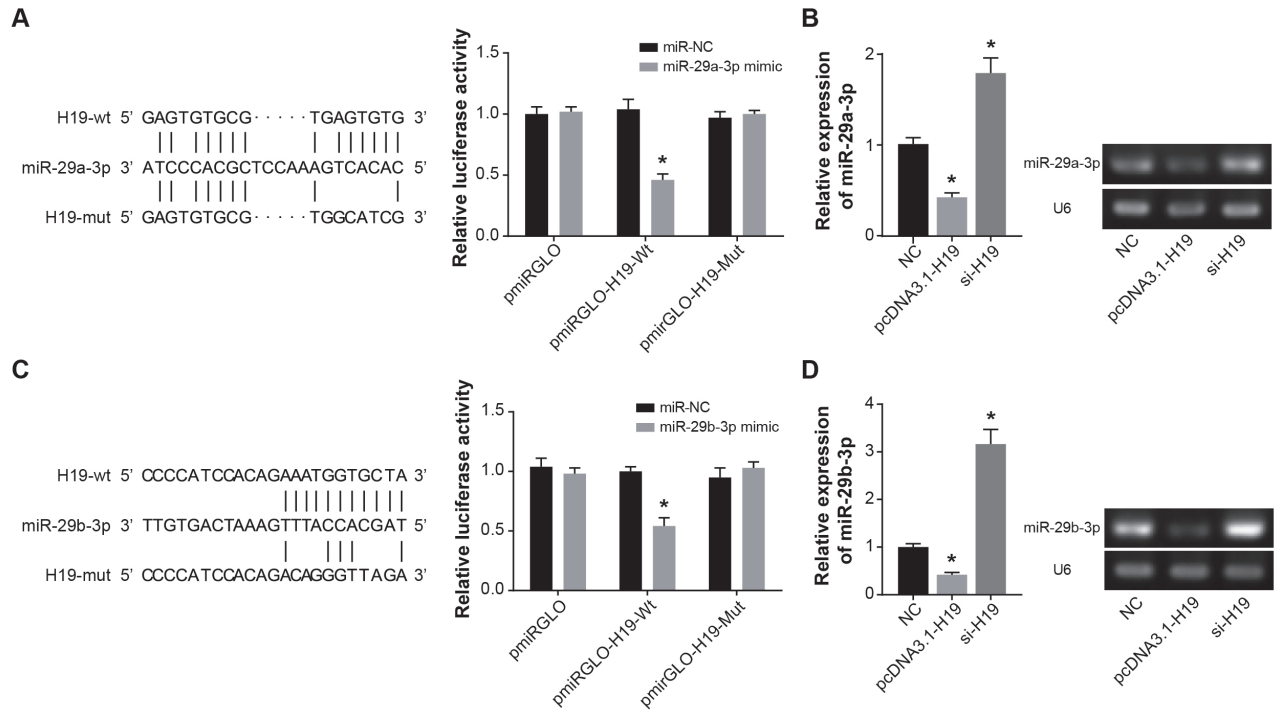 A
H19-wt 5' GAGTGTGCG·····TGAGTGTG 3'
miR-29a-3p 3' ATCCCACGCTCCAAAGTCACAC 5'
H19-mut 5' GAGTGTGCG·····TGGCATCG 3'
Relative luciferase activity
1.5
1.0
0.5
0.0
miR-NC
miR-29a-3p mimic
*
pmiRGLO
pmiRGLO-H19-Wt
pmirGLO-H19-Mut
B
Relative expression
of miR-29a-3p
2
1
0
*
*
NC
pcDNA3.1-H19
si-H19
miR-29a-3p
U6
NC
pcDNA3.1-H19
si-H19
C
H19-wt 5' CCCCATCCACAGAAATGGTGCTA 3'
miR-29b-3p 3' TTGTGACTAAAGTTTACCACGAT 5'
H19-mut 5' CCCCATCCACAGACAGGGTTAGA 3'
Relative luciferase activity
1.5
1.0
0.5
0.0
miR-NC
miR-29b-3p mimic
*
pmiRGLO
pmiRGLO-H19-Wt
pmirGLO-H19-Mut
D
Relative expression
of miR-29b-3p
4
3
2
1
0
*
*
NC
pcDNA3.1-H19
si-H19
miR-29b-3p
U6
NC
pcDNA3.1-H19
si-H19